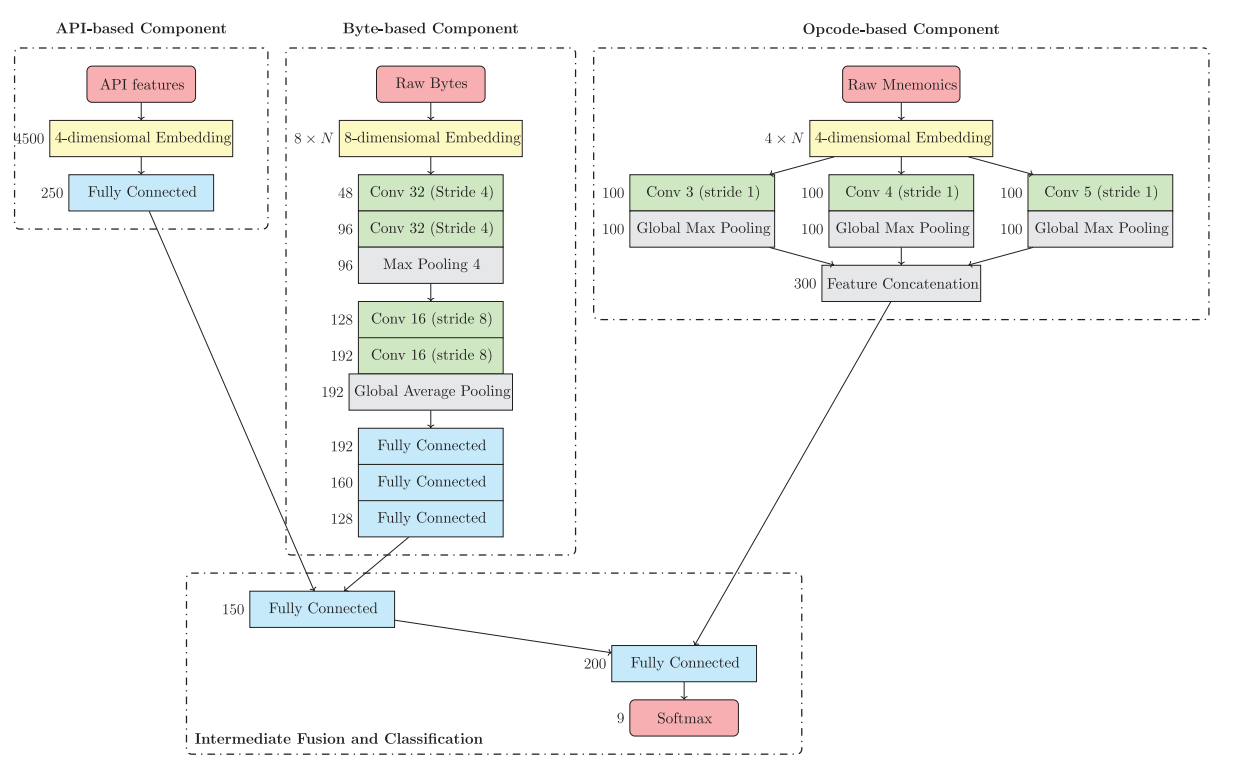 API-based Component
API features
4500 4-dimensiomal Embedding
250 Fully Connected
Byte-based Component
Raw Bytes
8 × N 8-dimensiomal Embedding
48 Conv 32 (Stride 4)
96 Conv 32 (Stride 4)
96 Max Pooling 4
128 Conv 16 (stride 8)
192 Conv 16 (stride 8)
192 Global Average Pooling
192 Fully Connected
160 Fully Connected
128 Fully Connected
Opcode-based Component
Raw Mnemonics
4 × N 4-dimensiomal Embedding
100 Conv 3 (stride 1) 100 Conv 4 (stride 1) 100 Conv 5 (stride 1)
100 Global Max Pooling 100 Global Max Pooling 100 Global Max Pooling
300 Feature Concatenation
150 Fully Connected
200 Fully Connected
9 Softmax
Intermediate Fusion and Classification